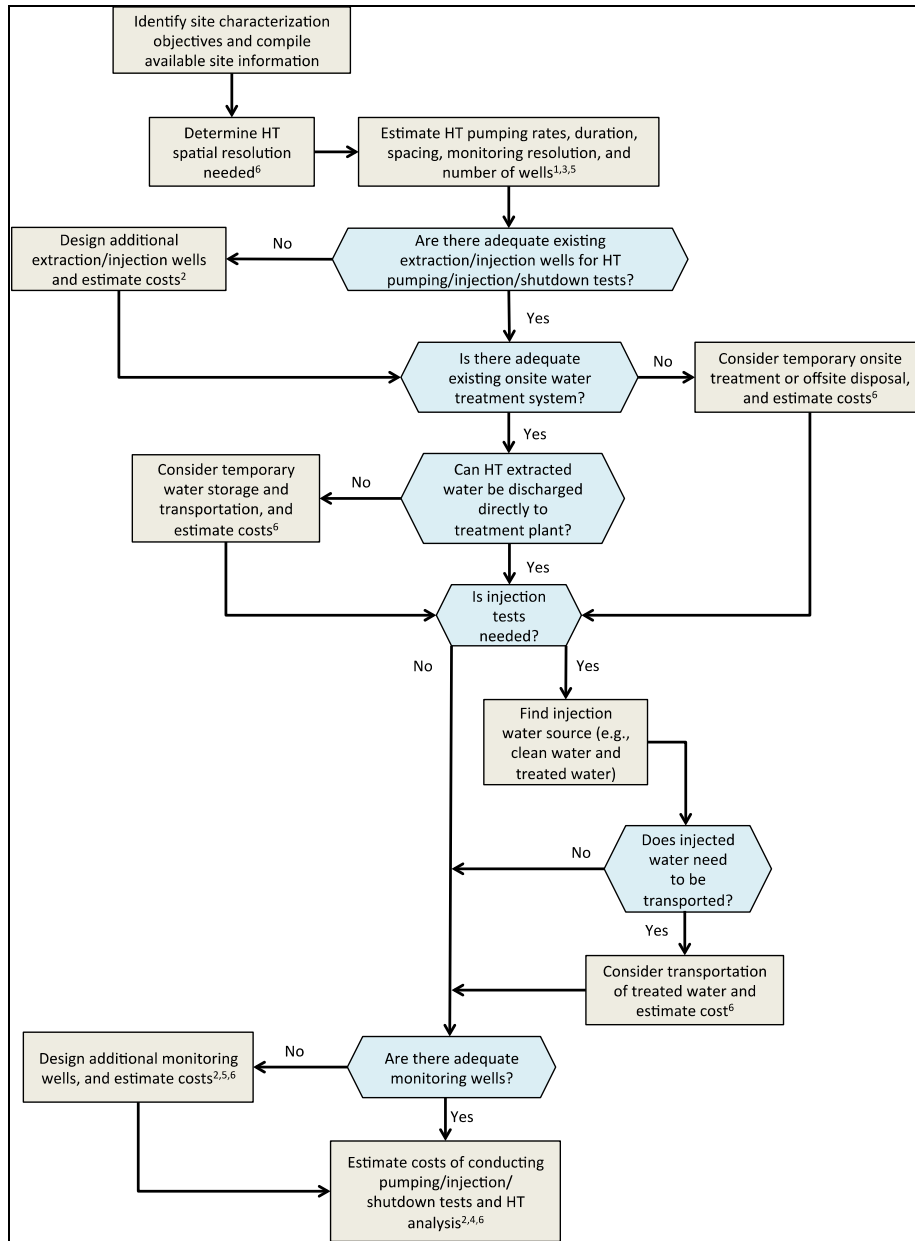 Identify site characterization
objectives and compile
available site information
Determine HT
spatial resolution
needed⁶
Estimate HT pumping rates, duration,
spacing, monitoring resolution, and
number of wells¹,³,⁵
Design additional
extraction/injection wells
and estimate costs²
No
Are there adequate existing
extraction/injection wells for HT
pumping/injection/shutdown tests?
Yes
Is there adequate
existing onsite water
treatment system?
No
Consider temporary onsite
treatment or offsite disposal,
and estimate costs⁶
Yes
Consider temporary
water storage and
transportation, and
estimate costs⁶
No
Can HT extracted
water be discharged
directly to
treatment plant?
Yes
Is injection
tests
needed?
No
Yes
Find injection
water source (e.g.,
clean water and
treated water)
No
Does injected
water need
to be
transported?
Yes
Consider transportation
of treated water and
estimate cost⁶
Design additional monitoring
wells, and estimate costs²,⁵,⁶
No
Are there adequate
monitoring wells?
Yes
Estimate costs of conducting
pumping/injection/
shutdown tests and HT
analysis²,⁴,⁶